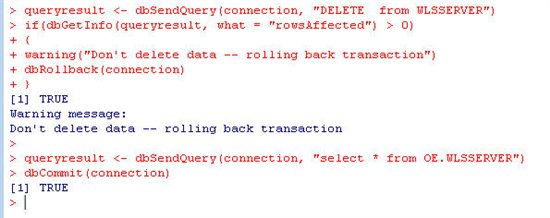 > queryresult <- dbSendQuery(connection, "DELETE  from WLSSERVER")
> if(dbGetInfo(queryresult, what = "rowsAffected") > 0)
+ {
+ warning("Don't delete data -- rolling back transaction")
+ dbRollback(connection)
+ }
[1] TRUE
Warning message:
Don't delete data -- rolling back transaction
>
> queryresult <- dbSendQuery(connection, "select * from OE.WLSSERVER")
> dbCommit(connection)
[1] TRUE
>